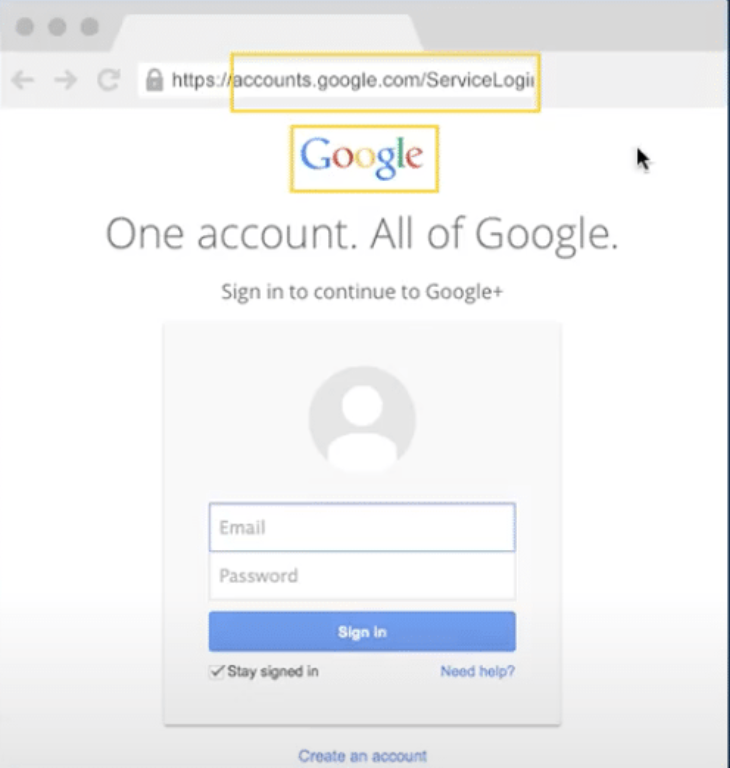 https://accounts.google.com/ServiceLogi
Google
One account. All of Google.
Sign in to continue to Google+
Email
Password
Sign in
Stay signed in
Need help?
Create an account